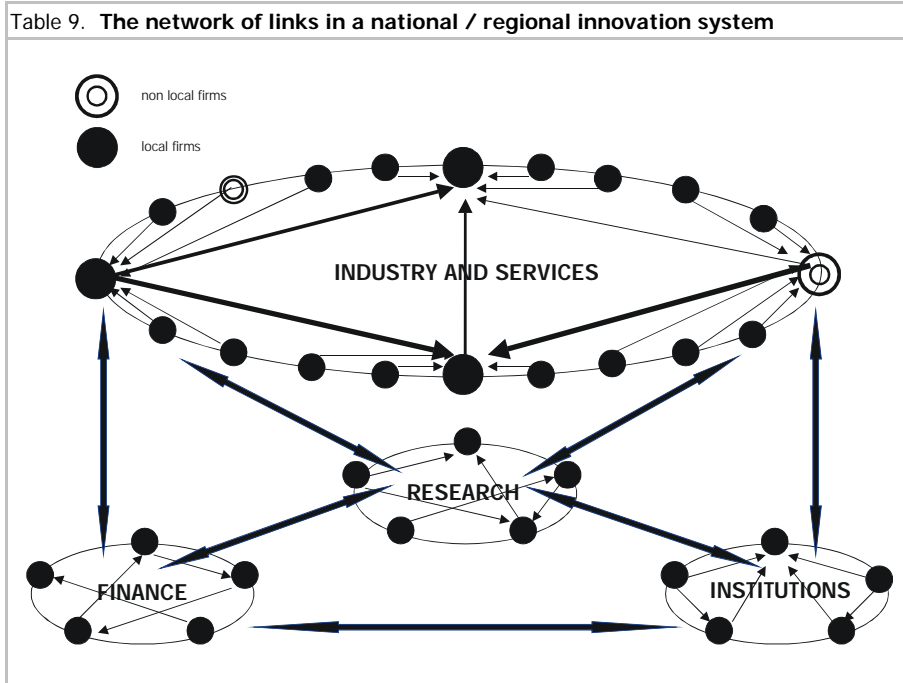 Table 9. The network of links in a national / regional innovation system
non local firms
local firms
INDUSTRY AND SERVICES
RESEARCH
FINANCE
INSTITUTIONS